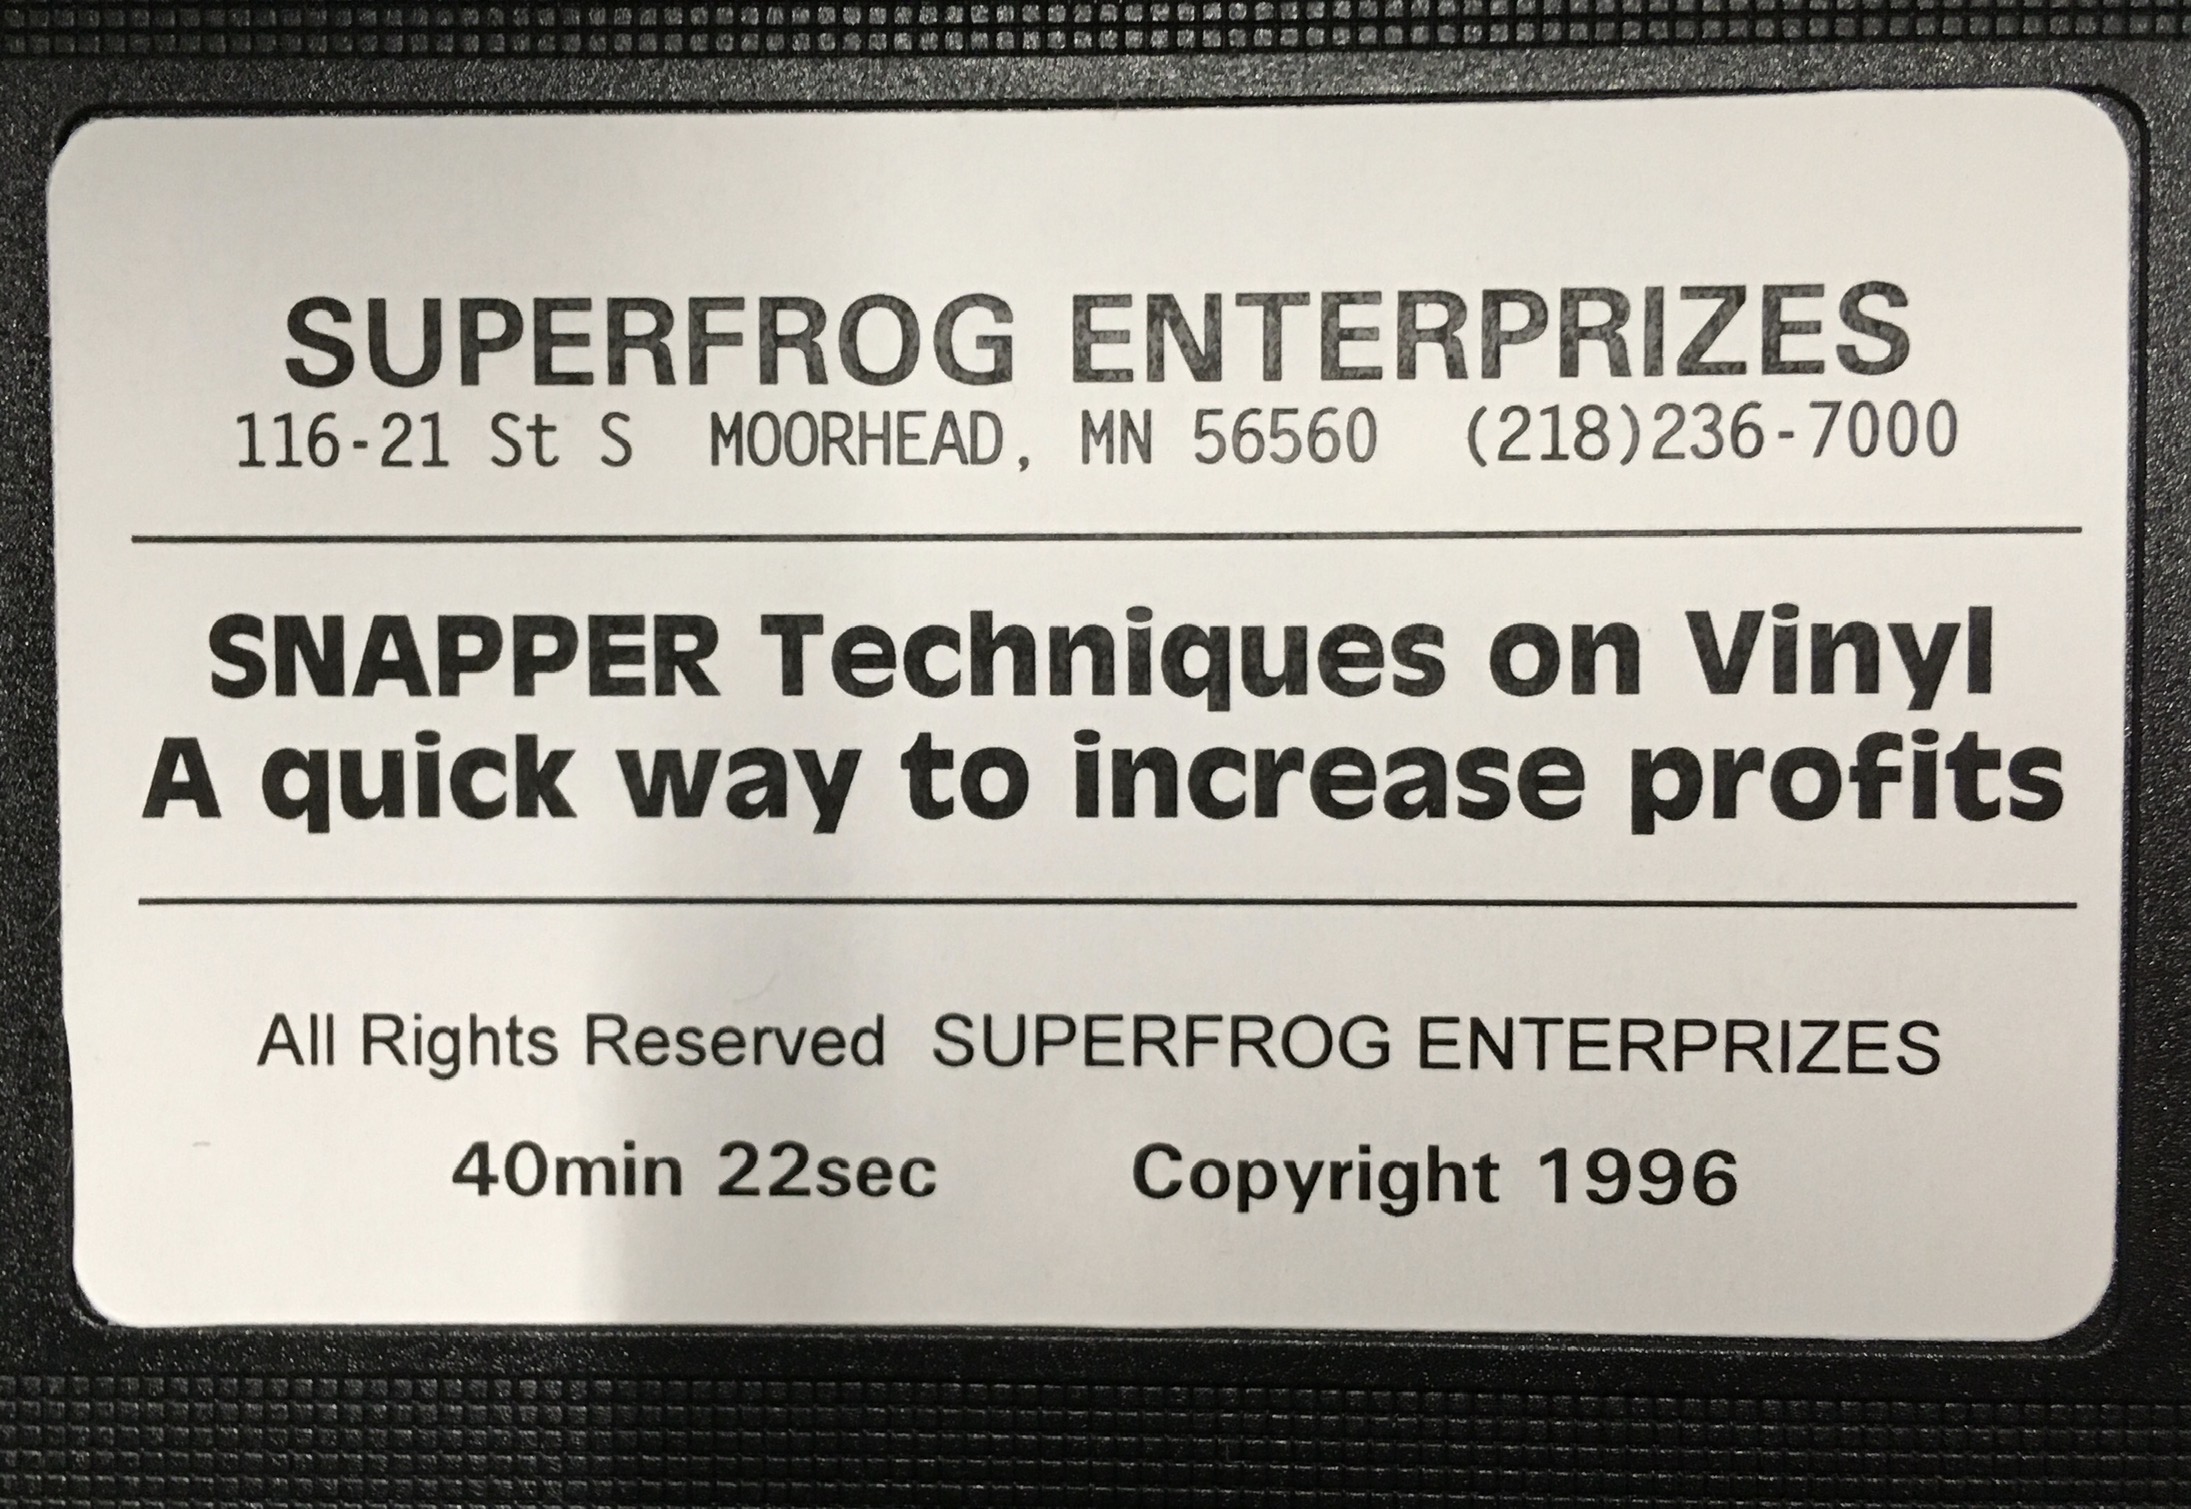 SUPERFROG ENTERPRIZES
116-21 St S MOORHEAD, MN 56560 (218)236-7000
SNAPPER Techniques on Vinyl
A quick way to increase profits
All Rights Reserved SUPERFROG ENTERPRIZES
40min 22sec Copyright 1996